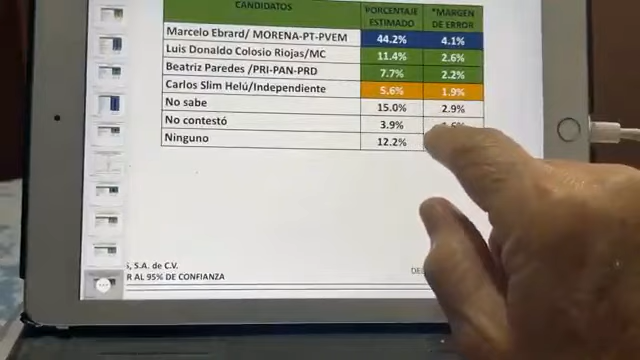 CANDIDATOS PORCENTAJE ESTIMADO *MARGEN DE ERROR
Marcelo Ebrard/ MORENA-PT-PVEM 44.2% 4.1%
Luis Donaldo Colosio Riojas/MC 11.4% 2.6%
Beatriz Paredes /PRI-PAN-PRD 7.7% 2.2%
Carlos Slim Helú/Independiente 5.6% 1.9%
No sabe 15.0% 2.9%
No contestó 3.9%
Ninguno 12.2%
S.A. de C.V.
AL 95% DE CONFIANZA